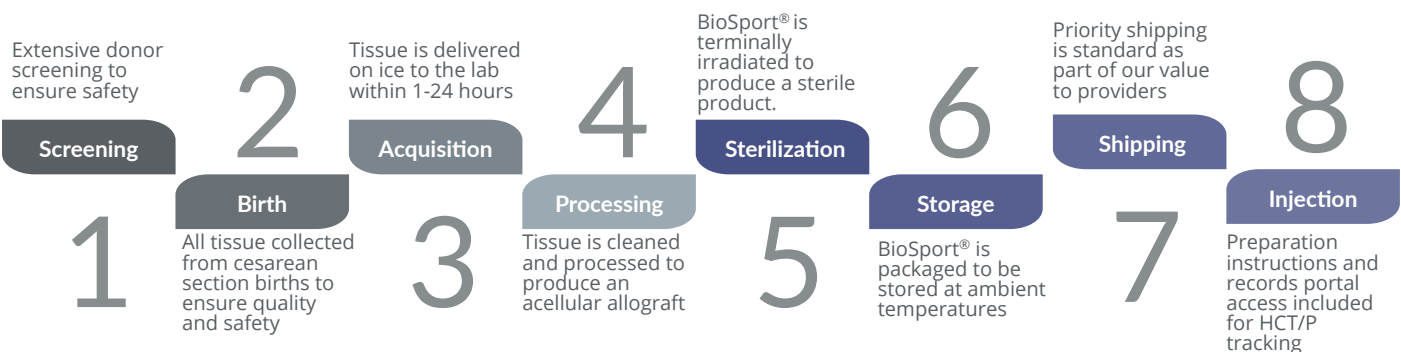 Extensive donor
screening to
ensure safety
Screening
1
2
Birth
All tissue collected
from cesarean
section births to
ensure quality
and safety
Tissue is delivered
on ice to the lab
within 1-24 hours
Acquisition
3
4
Processing
Tissue is cleaned
and processed to
produce an
acellular allograft
BioSport® is
terminally
irradiated to
produce a sterile
product.
Sterilization
5
6
Storage
BioSport® is
packaged to be
stored at ambient
temperatures
Priority shipping
is standard as
part of our value
to providers
Shipping
7
8
Injection
Preparation
instructions and
records portal
access included
for HCT/P
tracking